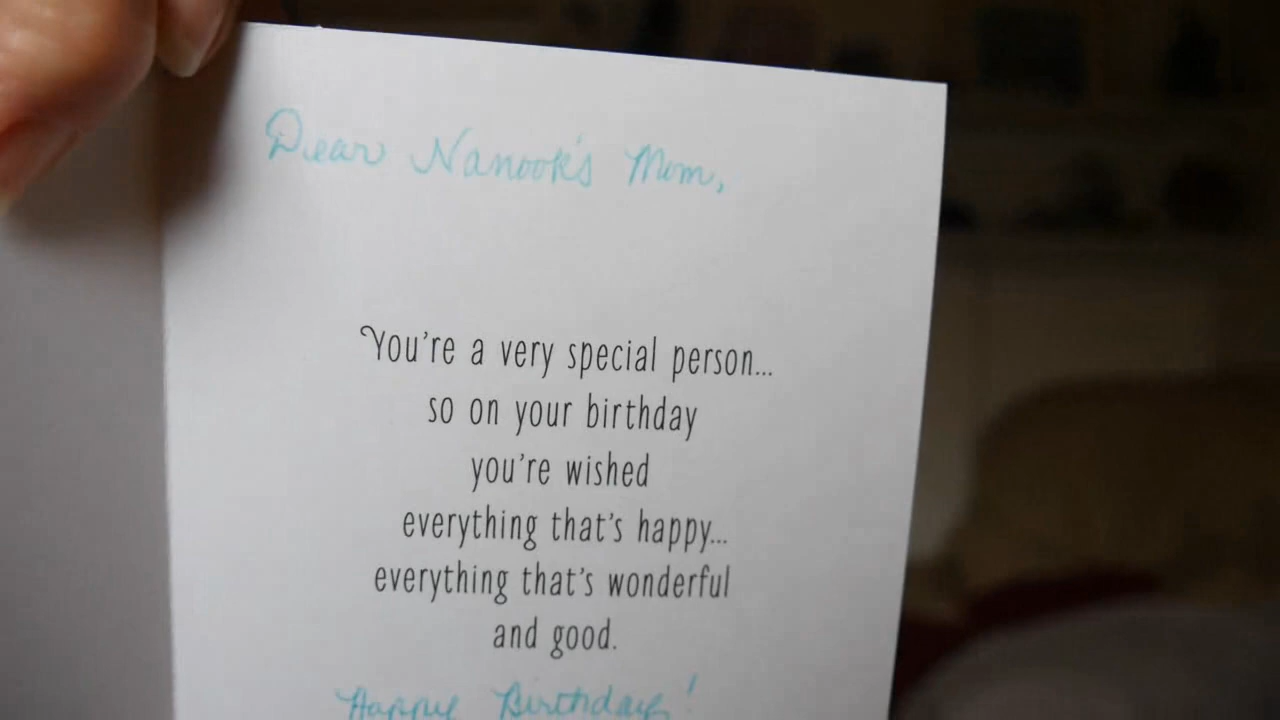 Dear Nanook's Mom,
You're a very special person...
so on your birthday
you're wished
everything that's happy...
everything that's wonderful
and good.
Happy Birthday!